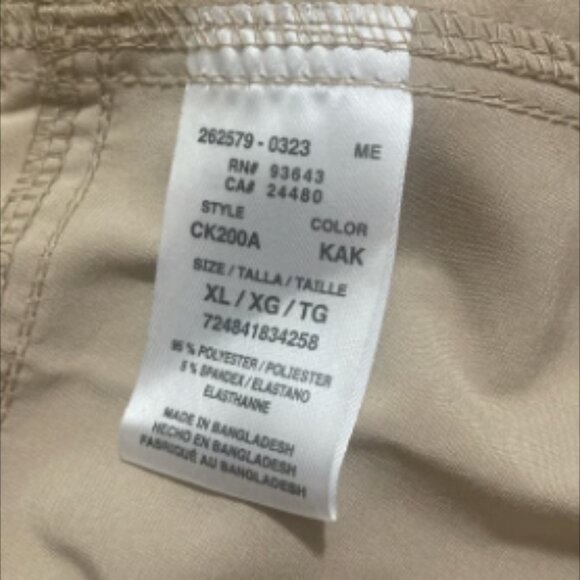 262579 - 0323 ME
RN# 93643
CA# 24480
STYLE COLOR
CK200A KAK
SIZE / TALLA / TAILLE
XL / XG / TG
724841834258
95 % POLYESTER / POLIESTER
5 % SPANDEX / ELASTANO
ELASTHANNE
MADE IN BANGLADESH
HECHO EN BANGLADESH
FABRIQUÉ AU BANGLADESH